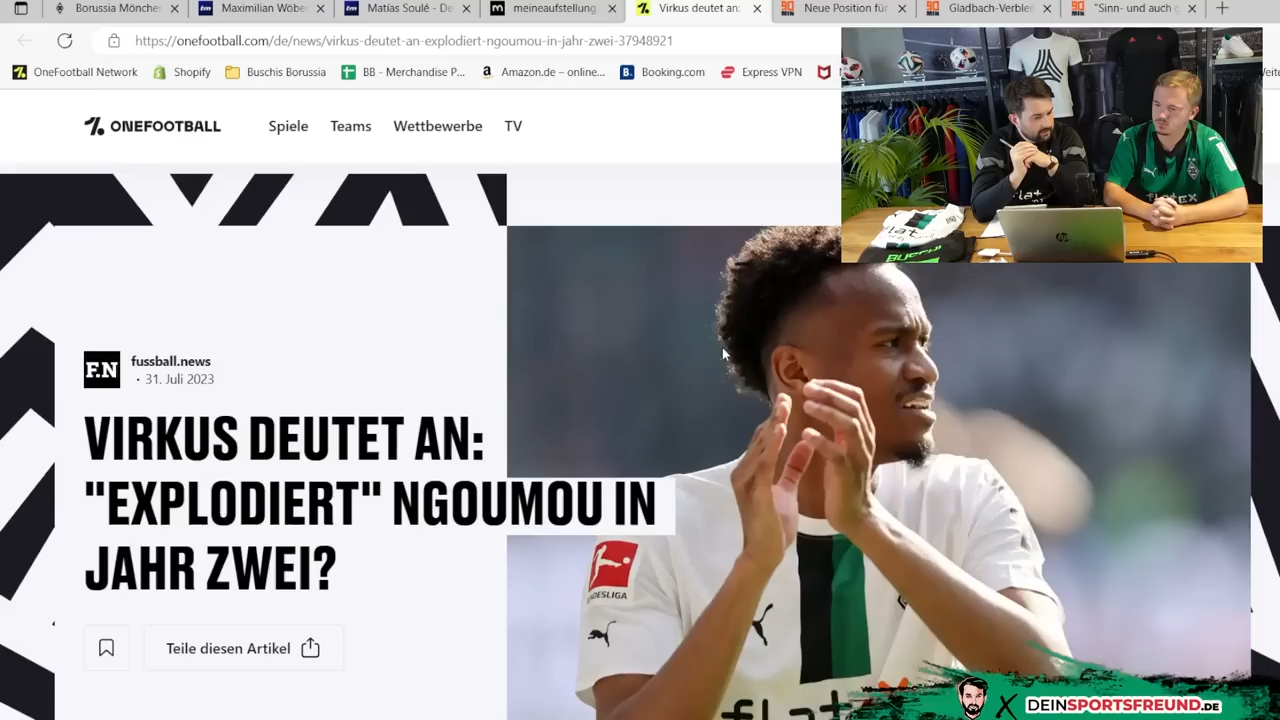 Borussia Mönchen
Maximilian Wöbe
Matías Soulé - De
meineaufstellung.
Virkus deutet an:
Neue Position für
Gladbach-Verbleib
"Sinn- und auch g
https://onefootball.com/de/news/virkus-deutet-an-explodiert-ngoumou-in-jahr-zwei-37948921
OneFootball Network
Shopify
Buschis Borussia
BB - Merchandise P...
Amazon.de – online...
Booking.com
Express VPN
ONEFOOTBALL
Spiele
Teams
Wettbewerbe
TV
F.N
fussball.news
• 31. Juli 2023
VIRKUS DEUTET AN:
"EXPLODIERT" NGOUMOU IN
JAHR ZWEI?
Teile diesen Artikel
BUSCHI
X DEINSPORTSFREUND.DE